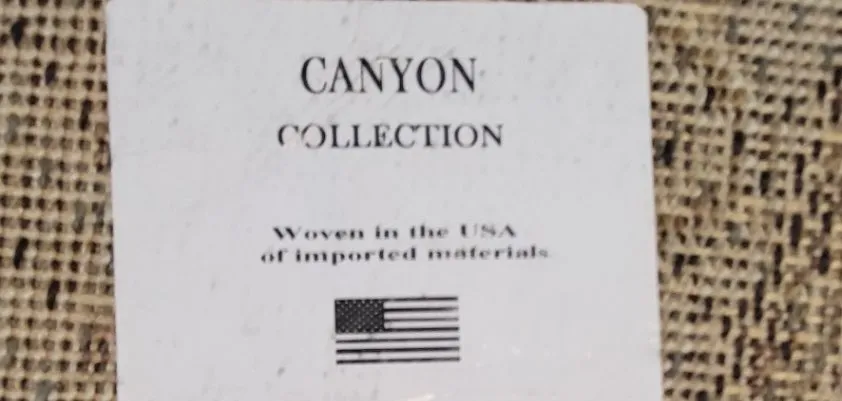 CANYON
COLLECTION
Woven in the USA
of imported materials